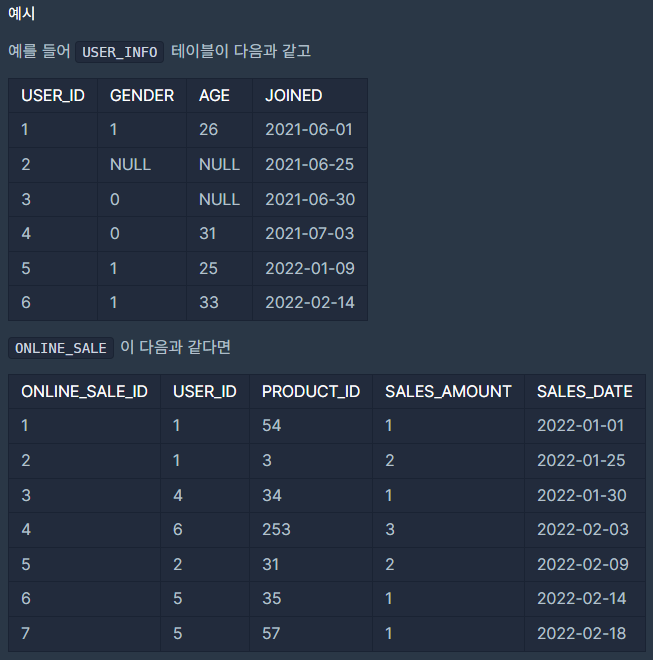 예시
예를 들어 USER_INFO 테이블이 다음과 같고
USER_ID GENDER AGE JOINED
1 1 26 2021-06-01
2 NULL NULL 2021-06-25
3 0 NULL 2021-06-30
4 0 31 2021-07-03
5 1 25 2022-01-09
6 1 33 2022-02-14
ONLINE_SALE 이 다음과 같다면
ONLINE_SALE_ID USER_ID PRODUCT_ID SALES_AMOUNT SALES_DATE
1 1 54 1 2022-01-01
2 1 3 2 2022-01-25
3 4 34 1 2022-01-30
4 6 253 3 2022-02-03
5 2 31 2 2022-02-09
6 5 35 1 2022-02-14
7 5 57 1 2022-02-18